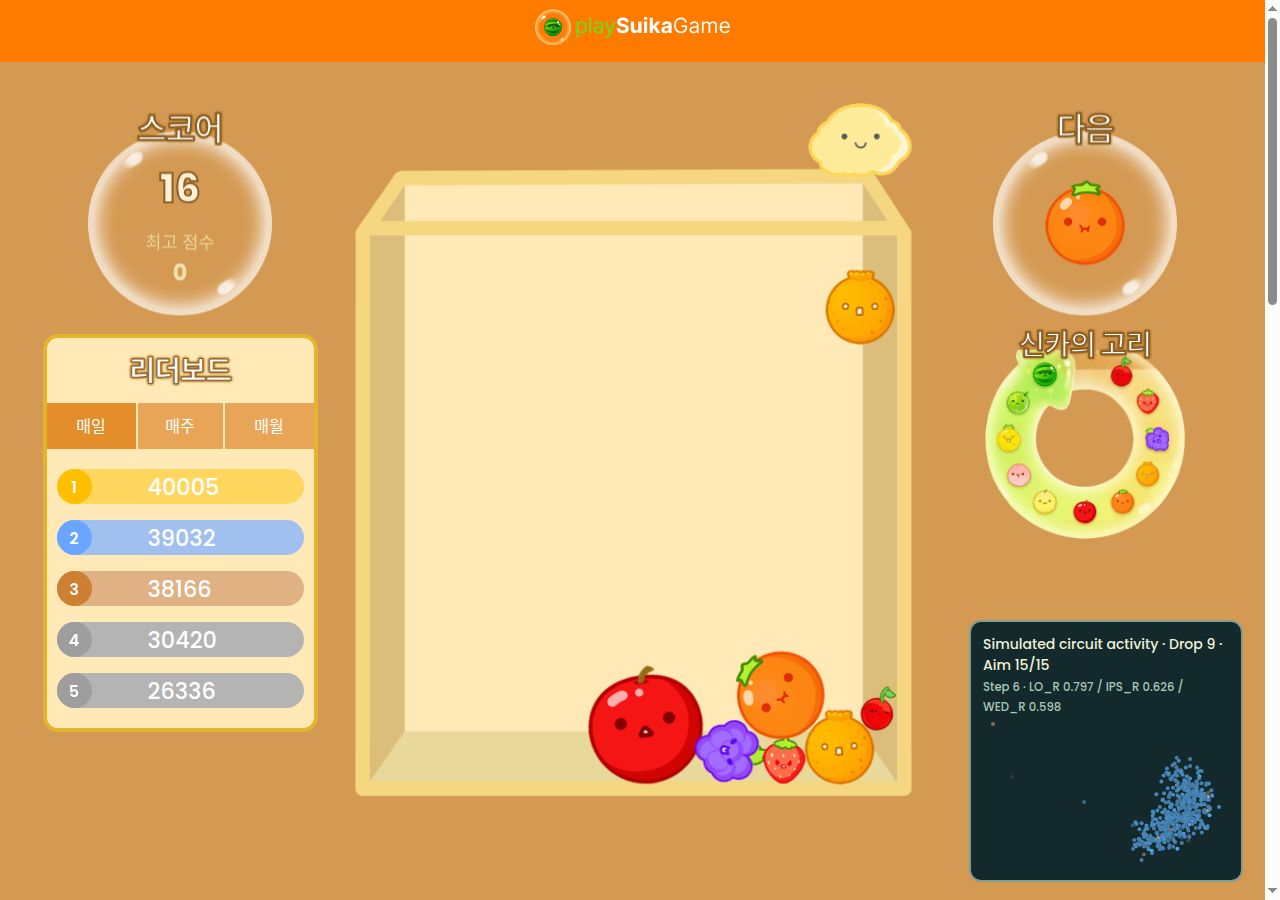 playSuikaGame
스코어
16
최고 점수
0
다음
신카의 고리
리더보드
매일 매주 매월
1 40005
2 39032
3 38166
4 30420
5 26336
Simulated circuit activity · Drop 9 ·
Aim 15/15
Step 6 · LO_R 0.797 / IPS_R 0.626 /
WED_R 0.598